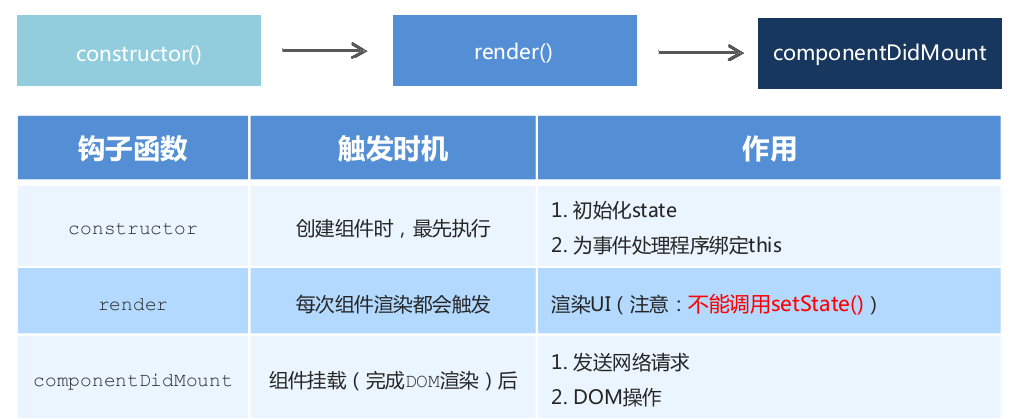 constructor()
render()
componentDidMount
钩子函数 触发时机 作用
constructor 创建组件时，最先执行
1. 初始化state
2. 为事件处理程序绑定this
render 每次组件渲染都会触发 渲染UI（注意：不能调用setState()）
componentDidMount 组件挂载（完成DOM渲染）后
1. 发送网络请求
2. DOM操作